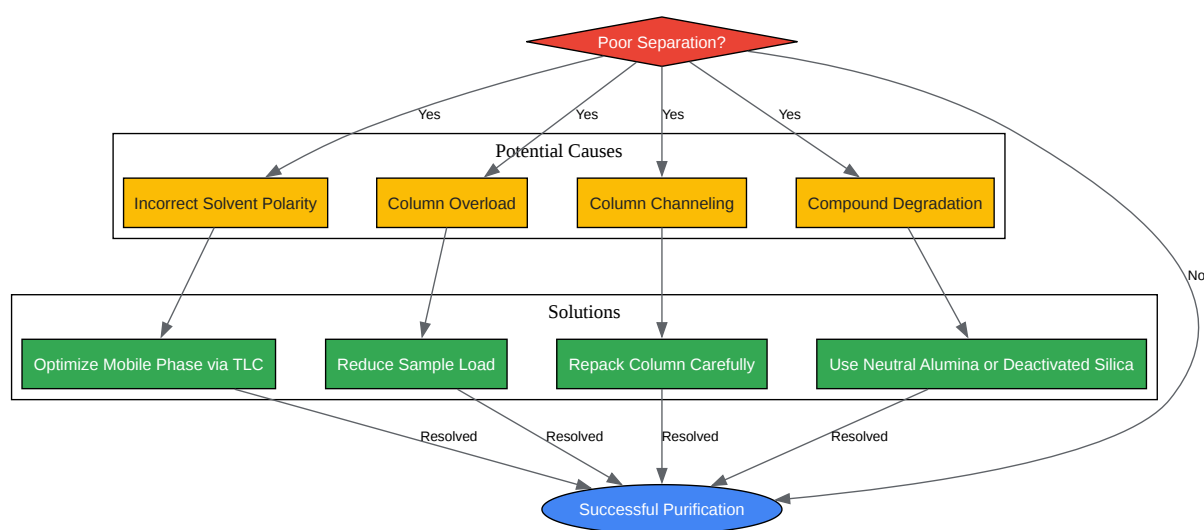 Poor Separation?
Yes
Yes
Yes
Yes
Potential Causes
Incorrect Solvent Polarity
Column Overload
Column Channeling
Compound Degradation
No
Solutions
Optimize Mobile Phase via TLC
Reduce Sample Load
Repack Column Carefully
Use Neutral Alumina or Deactivated Silica
Resolved
Resolved
Resolved
Resolved
Successful Purification